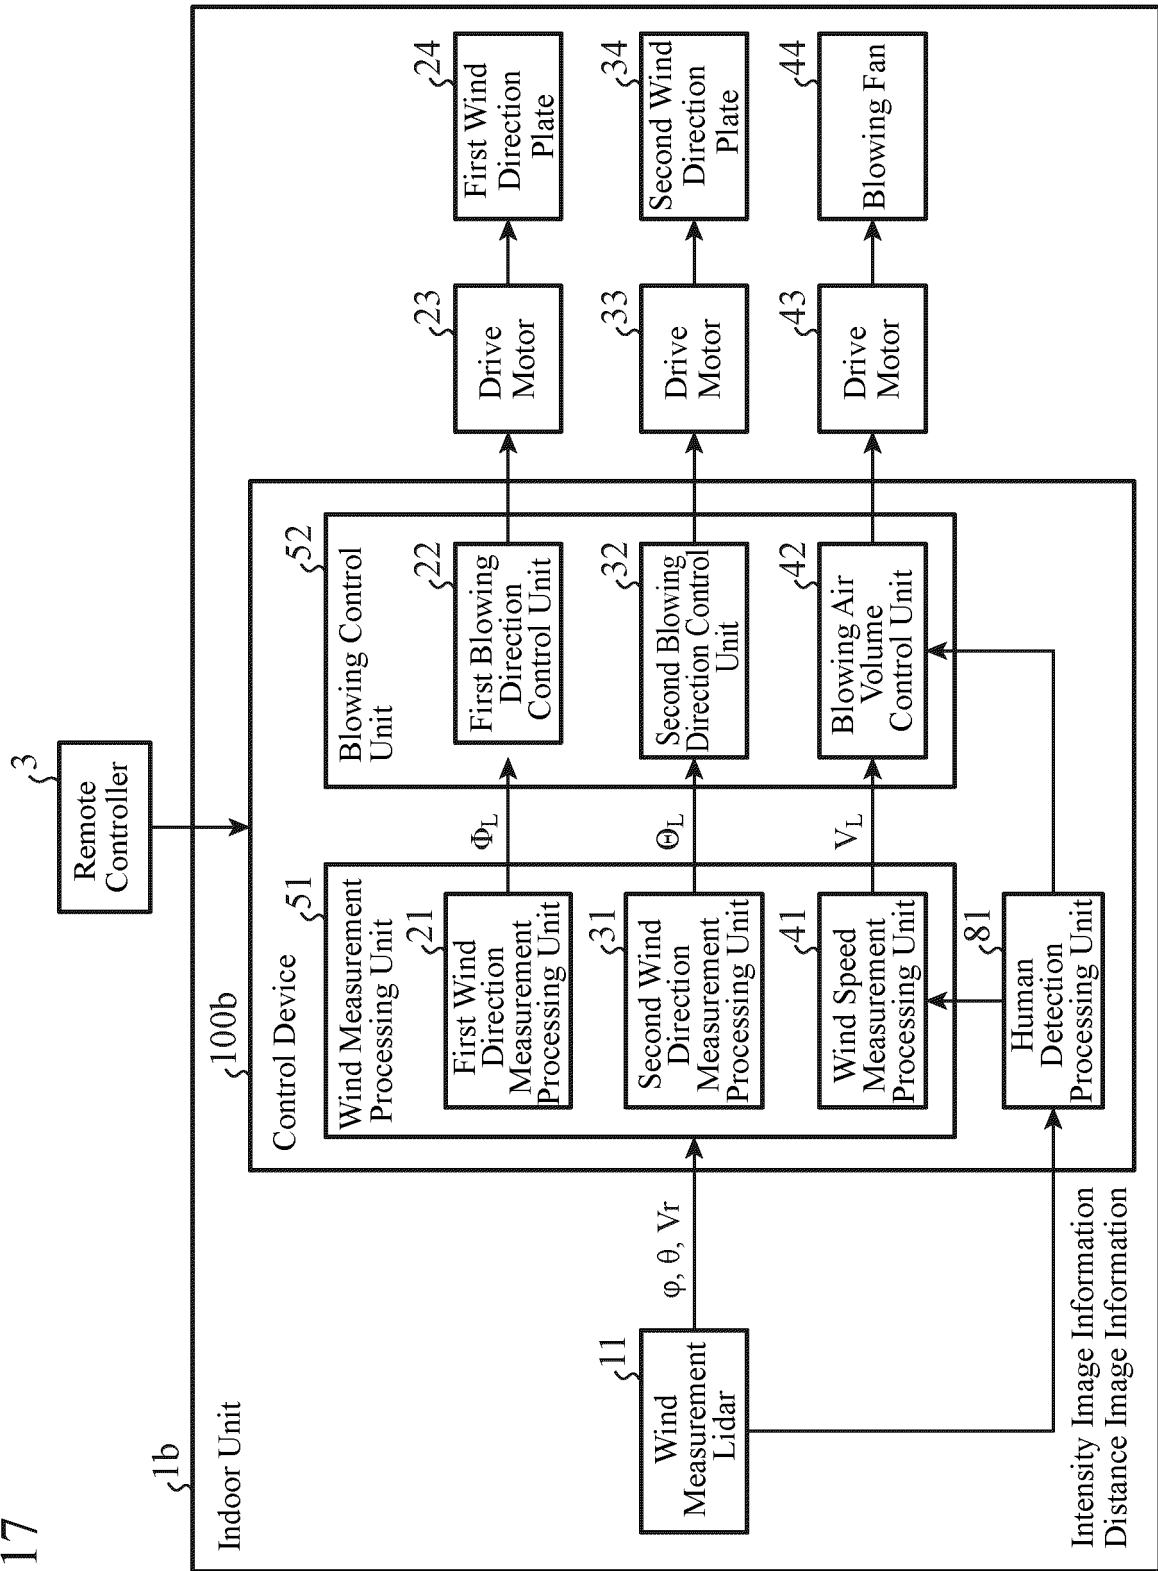 17
3
Remote
Controller
1b
Indoor Unit
100b
Control Device
11
Wind
Measurement
Lidar
φ, θ, Vr
Intensity Image Information
Distance Image Information
51
Wind Measurement
Processing Unit
21
First Wind
Direction
Measurement
Processing Unit
31
Second Wind
Direction
Measurement
Processing Unit
41
Wind Speed
Measurement
Processing Unit
81
Human
Detection
Processing Unit
ΦL
ΘL
VL
52
Blowing Control
Unit
22
First Blowing
Direction
Control Unit
32
Second Blowing
Direction Control
Unit
42
Blowing Air
Volume
Control Unit
23
Drive
Motor
33
Drive
Motor
43
Drive
Motor
24
First Wind
Direction
Plate
34
Second Wind
Direction
Plate
44
Blowing Fan